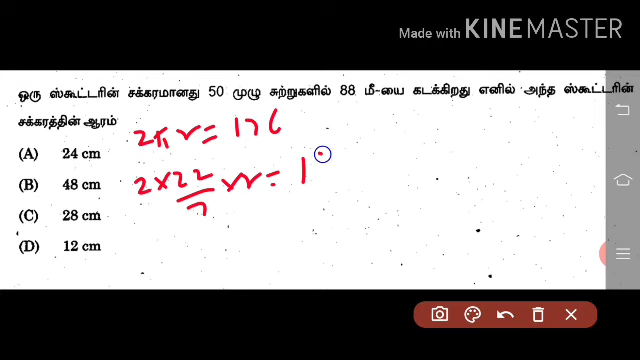 Made with KINEMASTER
ஒரு ஸ்கூட்டரின் சக்கரமானது 50 முழு சுற்றுகளில் 88 மீ-யை கடக்கிறது எனில் அந்த ஸ்கூட்டரின்
சக்கரத்தின் ஆரம்
2πr = 176
(A) 24 cm
2 × 22/7 × r = 1
(B) 48 cm
(C) 28 cm
(D) 12 cm